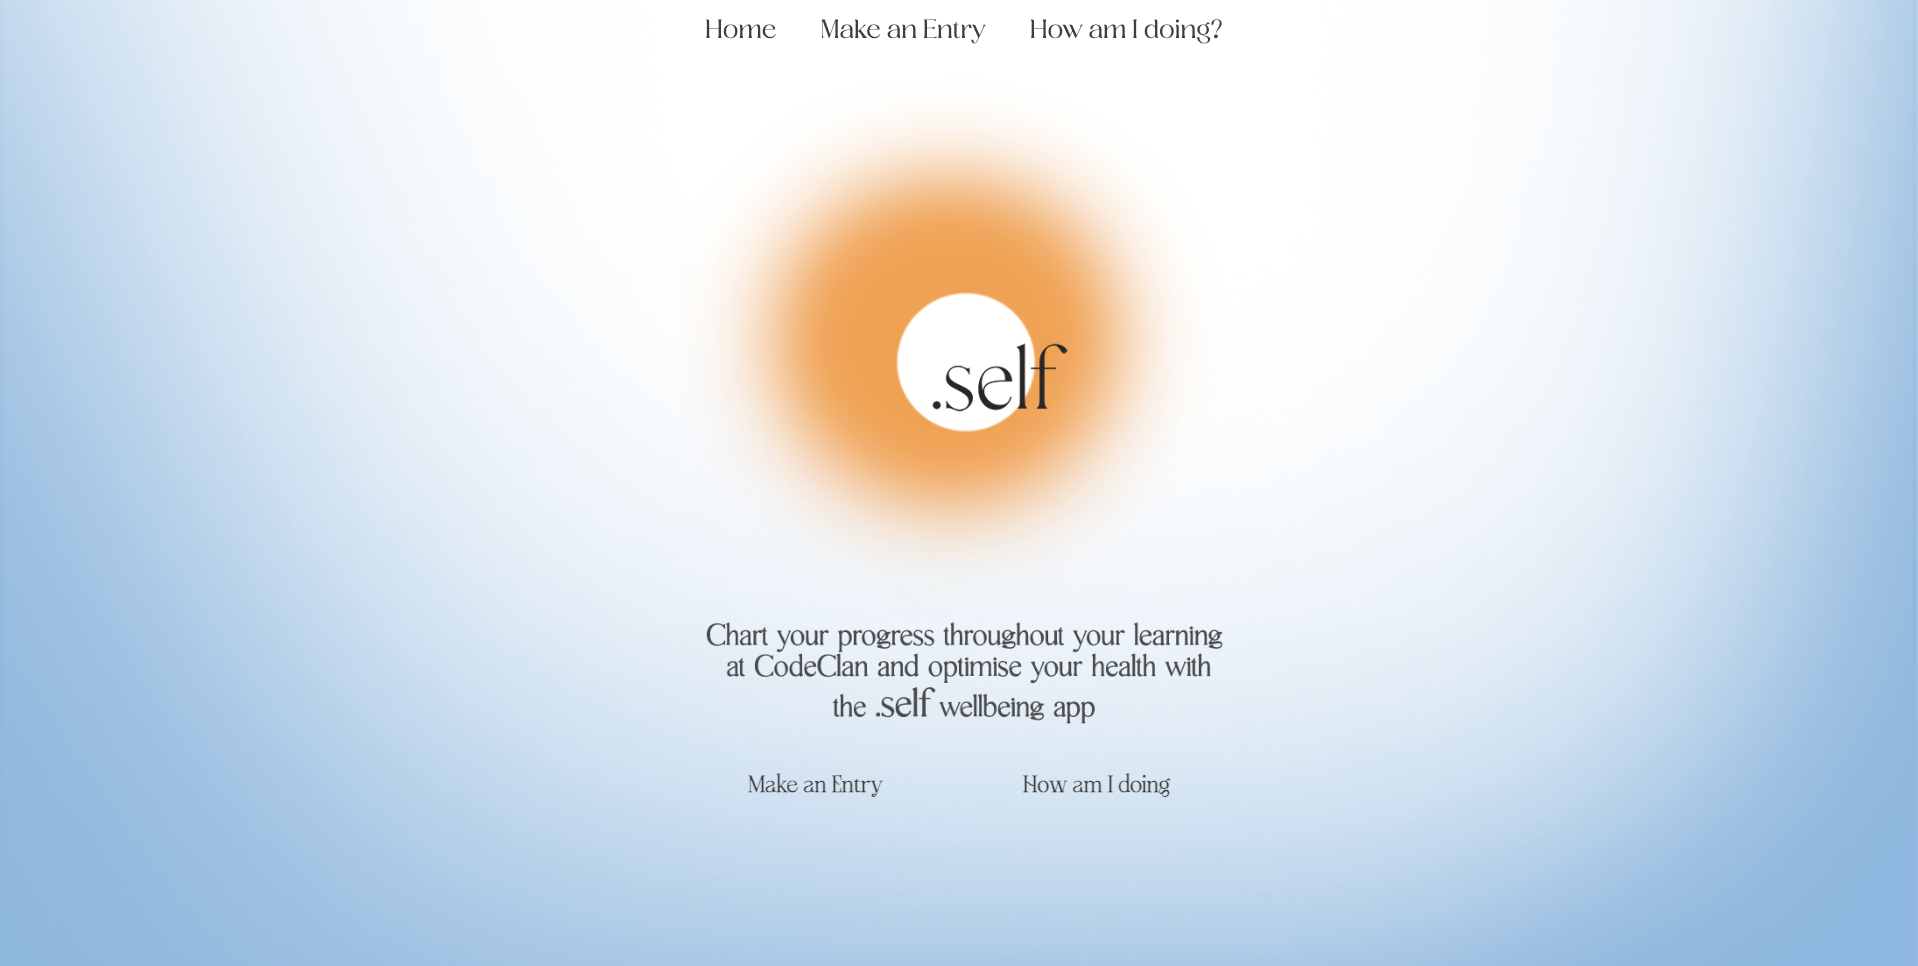 Home Make an Entry How am I doing?
.self
Chart your progress throughout your learning
at CodeClan and optimise your health with
the .self wellbeing app
Make an Entry How am I doing